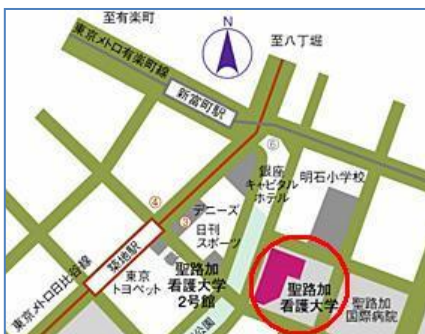 至有楽町
N
至八丁堀
東京メトロ有楽町線
新富町駅
⑥
銀座
キャピタル
ホテル
明石小学校
④
③
デニーズ
日刊
スポーツ
築地駅
東京
トヨペット
聖路加
看護大学
2号館
聖路加
看護大学
聖路加
国際病院
東京メトロ日比谷線
公園